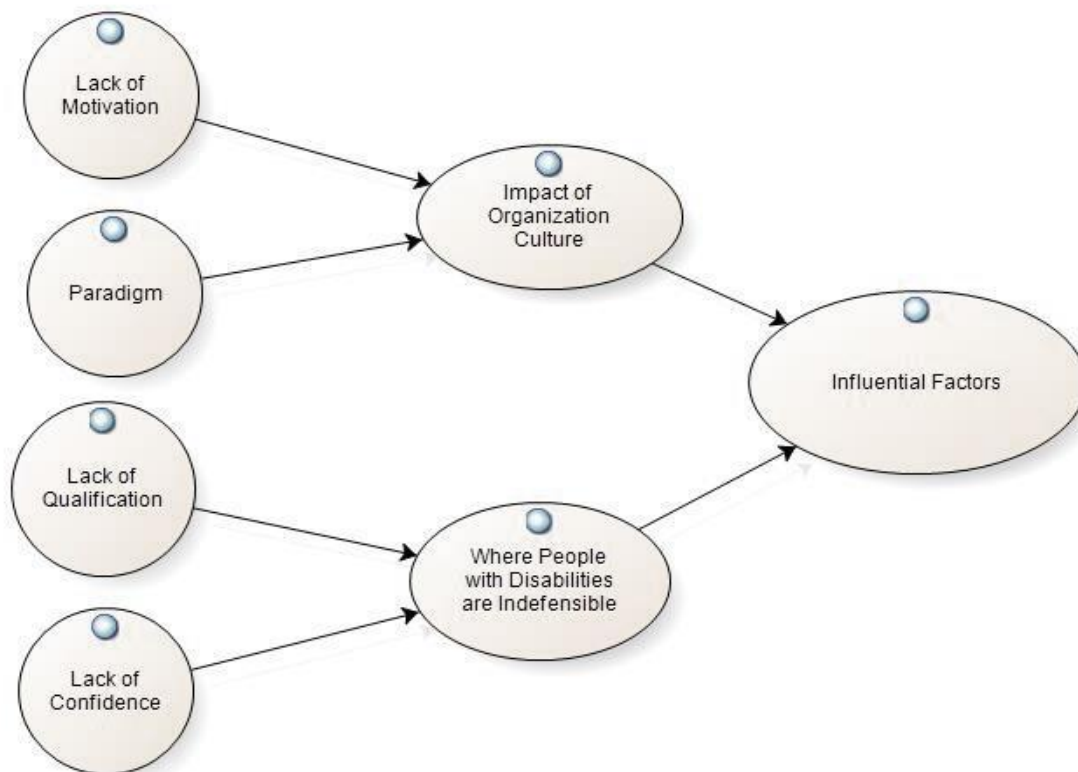 Lack of
Motivation
Impact of
Organization
Culture
Paradigm
Influential Factors
Lack of
Qualification
Where People
with Disabilities
are Indefensible
Lack of
Confidence